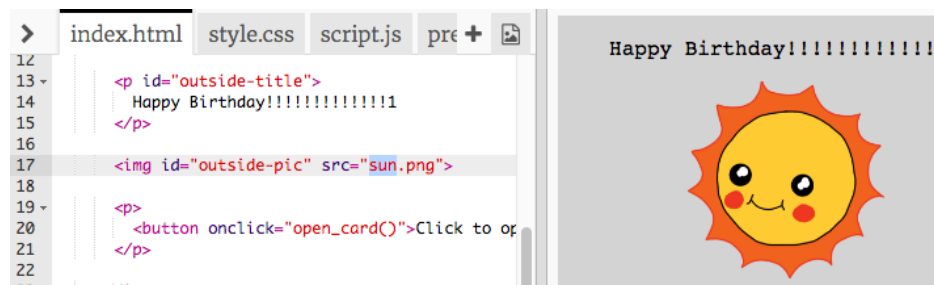 index.html style.css script.js pre
12
13 <p id="outside-title">
14 Happy Birthday!!!!!!!!!!!!!1
15 </p>
16
17 <img id="outside-pic" src="sun.png">
18
19 <p>
20 <button onclick="open_card()">Click to op
21 </p>
22
Happy Birthday!!!!!!!!!!!!